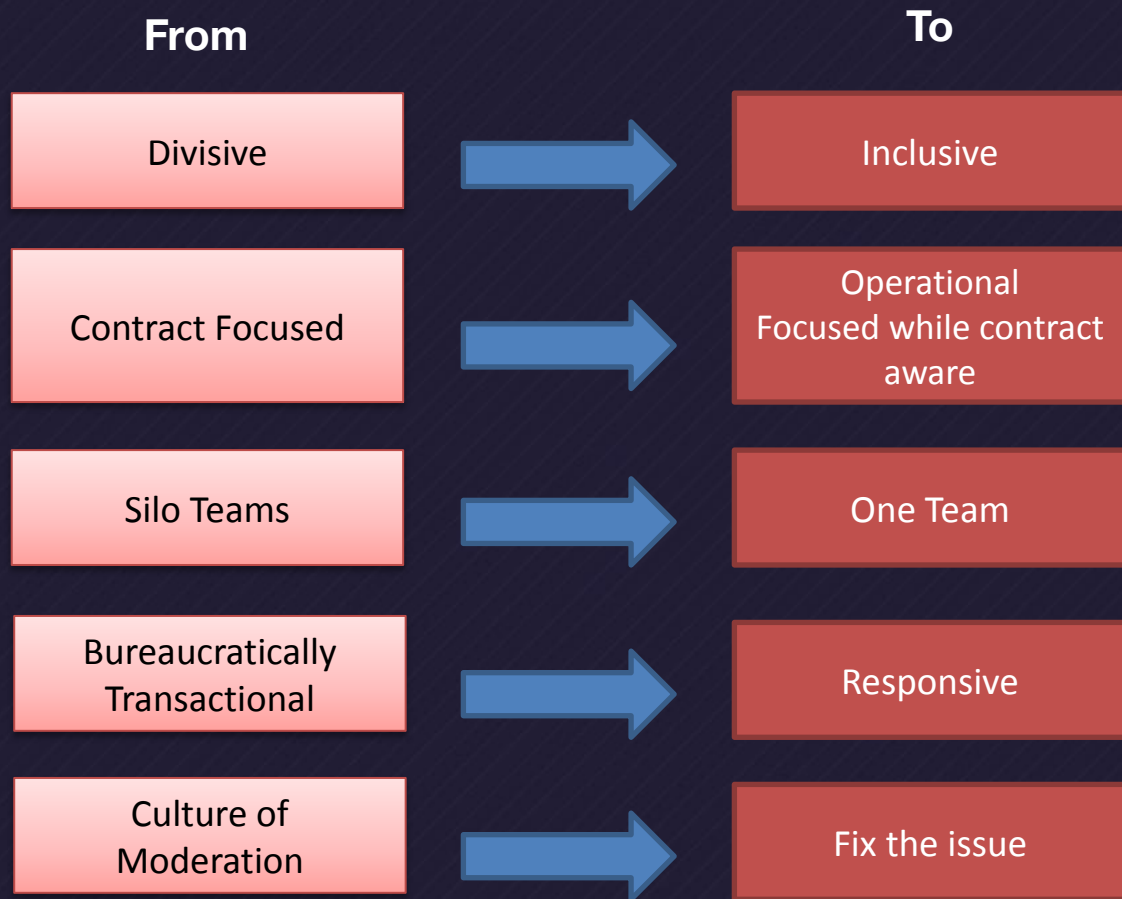 From
To
Divisive
Inclusive
Contract Focused
Operational
Focused while contract
aware
Silo Teams
One Team
Bureaucratically
Transactional
Responsive
Culture of
Moderation
Fix the issue